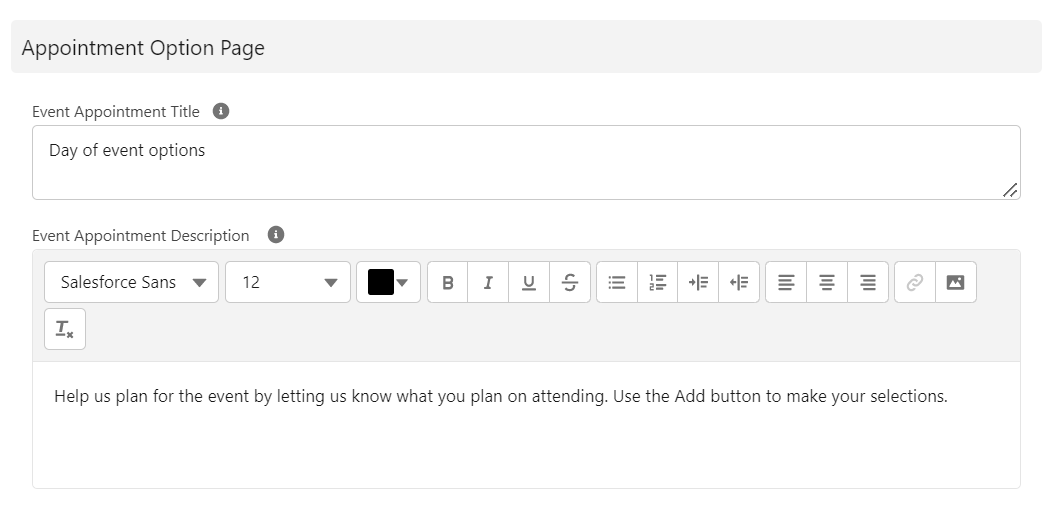 Appointment Option Page
Event Appointment Title
Day of event options
Event Appointment Description
Salesforce Sans 12 B I U S
Help us plan for the event by letting us know what you plan on attending. Use the Add button to make your selections.